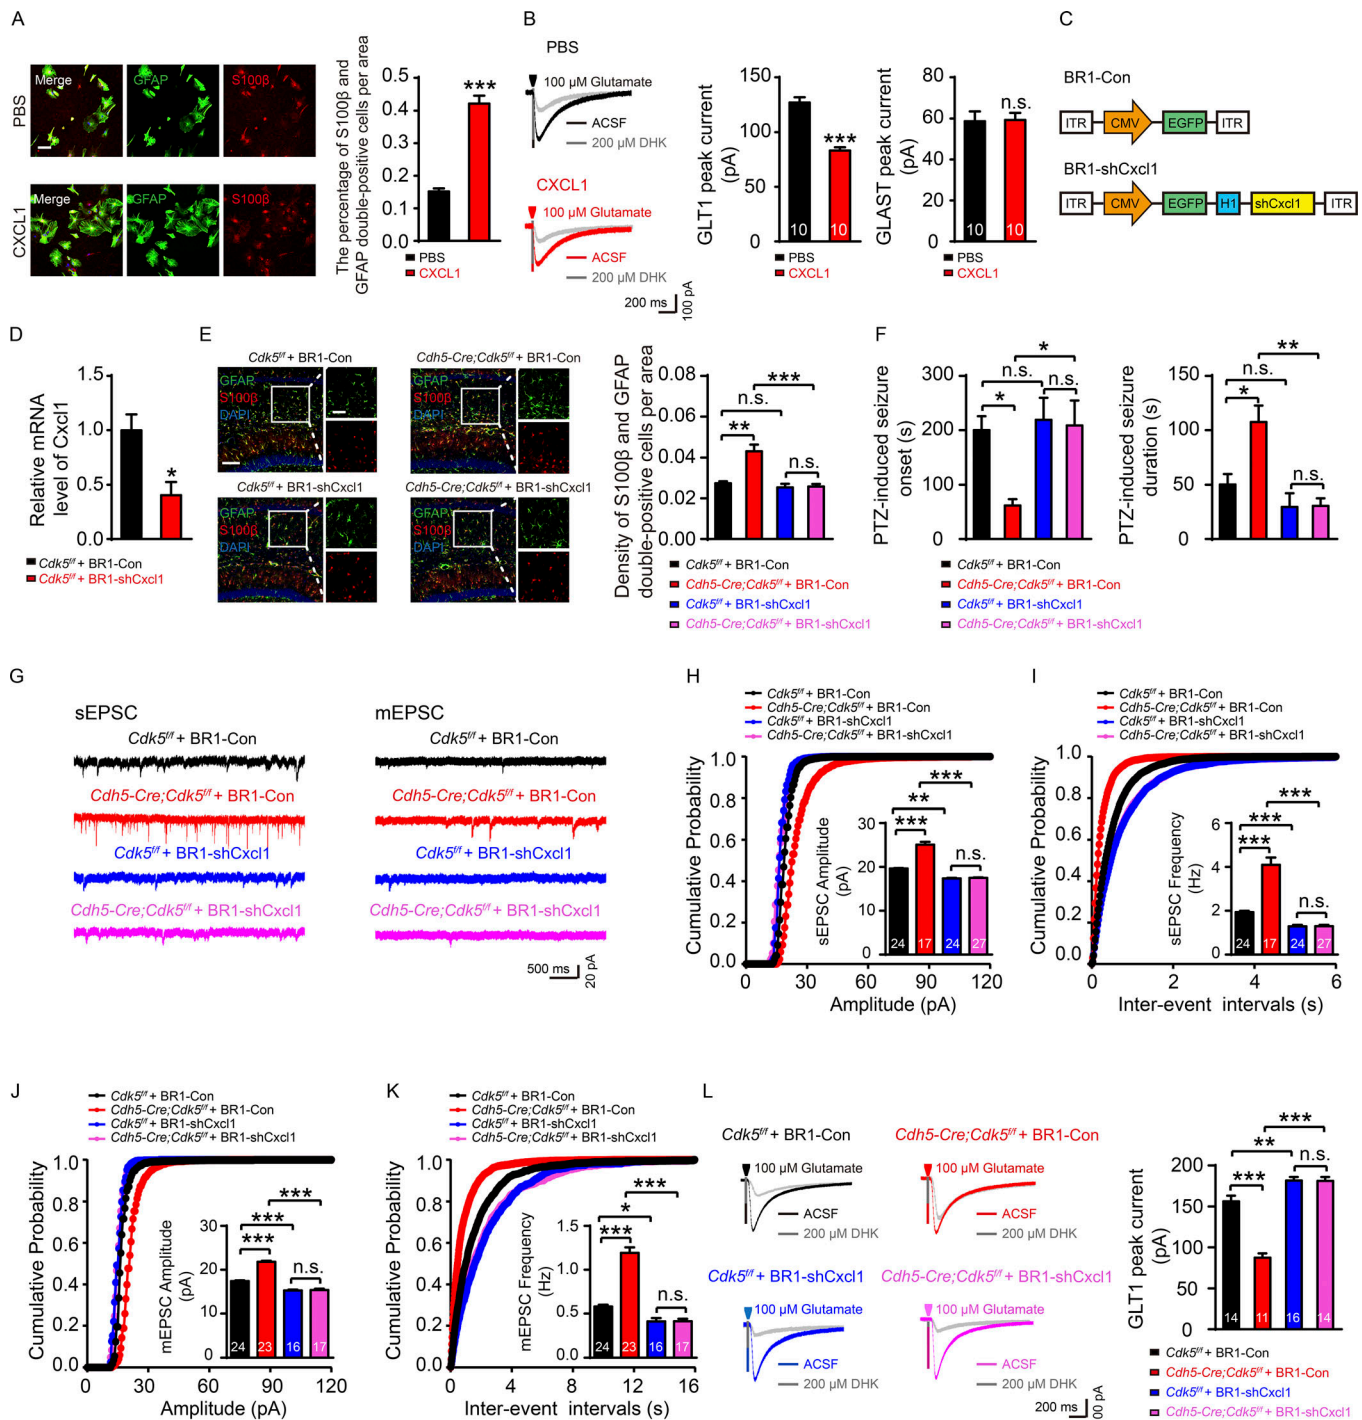 A
PBS
Merge
GFAP
S100β
CXCL1
Merge
GFAP
S100β
The percentage of S100β and
GFAP double-positive cells per area
0.5
0.4
0.3
0.2
0.1
0.0
***
PBS
CXCL1
B
PBS
100 µM Glutamate
ACSF
200 µM DHK
CXCL1
100 µM Glutamate
ACSF
200 µM DHK
200 ms
100 pA
GLT1 peak current
(pA)
150
100
50
0
***
10
10
PBS
CXCL1
GLAST peak current
(pA)
80
60
40
20
0
n.s.
10
10
PBS
CXCL1
C
BR1-Con
ITR
CMV
EGFP
ITR
BR1-shCxcl1
ITR
CMV
EGFP
H1
shCxcl1
ITR
D
Relative mRNA
level of Cxcl1
1.5
1.0
0.5
0.0
*
Cdk5f/f + BR1-Con
Cdk5f/f + BR1-shCxcl1
E
Cdk5f/f + BR1-Con
GFAP
S100β
DAPI
Cdh5-Cre;Cdk5f/f + BR1-Con
GFAP
S100β
DAPI
Cdk5f/f + BR1-shCxcl1
GFAP
S100β
DAPI
Cdh5-Cre;Cdk5f/f + BR1-shCxcl1
GFAP
S100β
DAPI
Density of S100β and GFAP
double-positive cells per area
0.08
0.06
0.04
0.02
0.00
***
n.s.
**
n.s.
Cdk5f/f + BR1-Con
Cdh5-Cre;Cdk5f/f + BR1-Con
Cdk5f/f + BR1-shCxcl1
Cdh5-Cre;Cdk5f/f + BR1-shCxcl1
F
PTZ-induced seizure
onset (s)
300
200
100
0
*
n.s.
*
n.s.
PTZ-induced seizure
duration (s)
150
100
50
0
**
n.s.
*
n.s.
Cdk5f/f + BR1-Con
Cdh5-Cre;Cdk5f/f + BR1-Con
Cdk5f/f + BR1-shCxcl1
Cdh5-Cre;Cdk5f/f + BR1-shCxcl1
G
sEPSC
Cdk5f/f + BR1-Con
Cdh5-Cre;Cdk5f/f + BR1-Con
Cdk5f/f + BR1-shCxcl1
Cdh5-Cre;Cdk5f/f + BR1-shCxcl1
mEPSC
Cdk5f/f + BR1-Con
Cdh5-Cre;Cdk5f/f + BR1-Con
Cdk5f/f + BR1-shCxcl1
Cdh5-Cre;Cdk5f/f + BR1-shCxcl1
500 ms
20 pA
H
Cdk5f/f + BR1-Con
Cdh5-Cre;Cdk5f/f + BR1-Con
Cdk5f/f + BR1-shCxcl1
Cdh5-Cre;Cdk5f/f + BR1-shCxcl1
Cumulative Probability
1.0
0.8
0.6
0.4
0.2
0.0
0 30 60 90 120
Amplitude (pA)
sEPSC Amplitude
(pA)
30
20
10
0
***
**
***
n.s.
24 17 24 27
I
Cdk5f/f + BR1-Con
Cdh5-Cre;Cdk5f/f + BR1-Con
Cdk5f/f + BR1-shCxcl1
Cdh5-Cre;Cdk5f/f + BR1-shCxcl1
Cumulative Probability
1.0
0.8
0.6
0.4
0.2
0.0
0 2 4 6
Inter-event intervals (s)
sEPSC Frequency
(Hz)
6
4
2
0
***
***
***
n.s.
24 17 24 27
J
Cdk5f/f + BR1-Con
Cdh5-Cre;Cdk5f/f + BR1-Con
Cdk5f/f + BR1-shCxcl1
Cdh5-Cre;Cdk5f/f + BR1-shCxcl1
Cumulative Probability
1.0
0.8
0.6
0.4
0.2
0.0
0 30 60 90 120
Amplitude (pA)
mEPSC Amplitude
(pA)
30
20
10
0
***
***
***
n.s.
24 23 16 17
K
Cdk5f/f + BR1-Con
Cdh5-Cre;Cdk5f/f + BR1-Con
Cdk5f/f + BR1-shCxcl1
Cdh5-Cre;Cdk5f/f + BR1-shCxcl1
Cumulative Probability
1.0
0.8
0.6
0.4
0.2
0.0
0 4 8 12 16
Inter-event intervals (s)
mEPSC Frequency
(Hz)
1.5
1.0
0.5
0.0
***
*
***
n.s.
24 23 16 17
L
Cdk5f/f + BR1-Con
100 µM Glutamate
ACSF
200 µM DHK
Cdh5-Cre;Cdk5f/f + BR1-Con
100 µM Glutamate
ACSF
200 µM DHK
Cdk5f/f + BR1-shCxcl1
100 µM Glutamate
ACSF
200 µM DHK
Cdh5-Cre;Cdk5f/f + BR1-shCxcl1
100 µM Glutamate
ACSF
200 µM DHK
200 ms
00 pA
GLT1 peak current
(pA)
200
150
100
50
0
***
**
n.s.
***
14 11 16 14
Cdk5f/f + BR1-Con
Cdh5-Cre;Cdk5f/f + BR1-Con
Cdk5f/f + BR1-shCxcl1
Cdh5-Cre;Cdk5f/f + BR1-shCxcl1